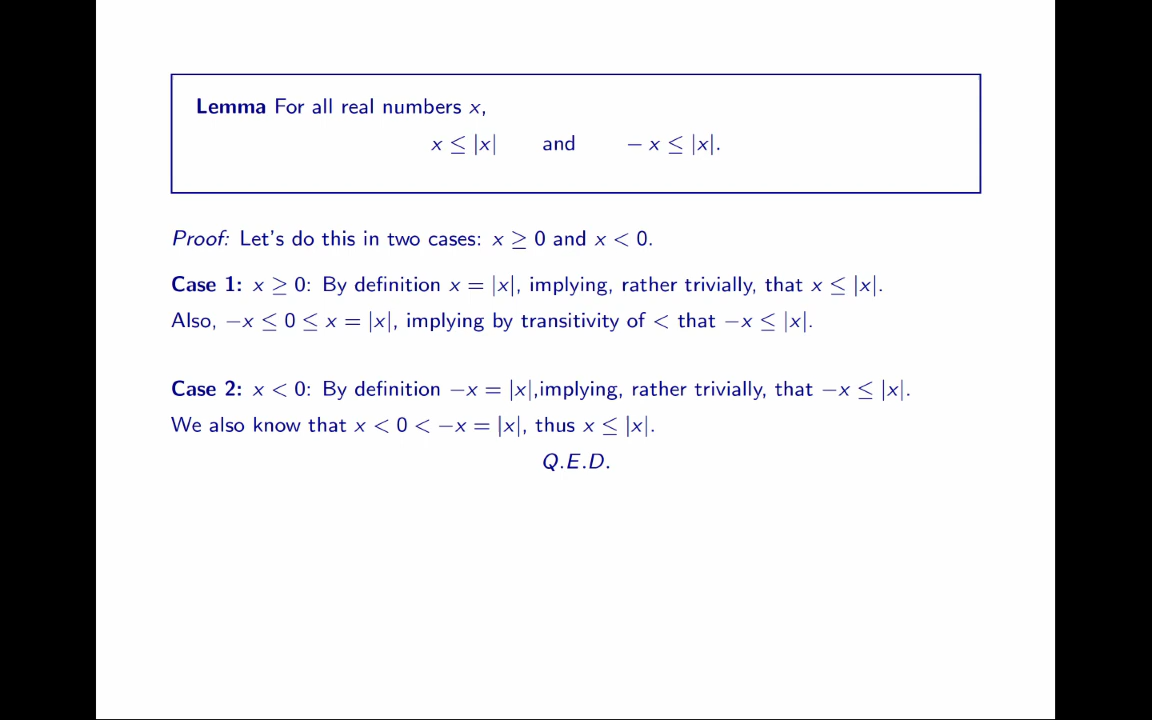 Lemma For all real numbers x,
x ≤ |x| and − x ≤ |x|.
Proof: Let's do this in two cases: x ≥ 0 and x < 0.
Case 1: x ≥ 0: By definition x = |x|, implying, rather trivially, that x ≤ |x|.
Also, −x ≤ 0 ≤ x = |x|, implying by transitivity of < that −x ≤ |x|.
Case 2: x < 0: By definition −x = |x|,implying, rather trivially, that −x ≤ |x|.
We also know that x < 0 < −x = |x|, thus x ≤ |x|.
Q.E.D.